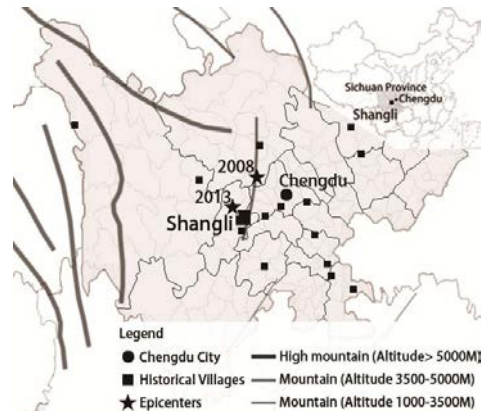 Sichuan Province
Chengdu
Shangli
2008
Chengdu
2013
Shangli
Legend
Chengdu City
High mountain (Altitude> 5000M)
Historical Villages
Mountain (Altitude 3500-5000M)
Epicenters
Mountain (Altitude 1000-3500M)